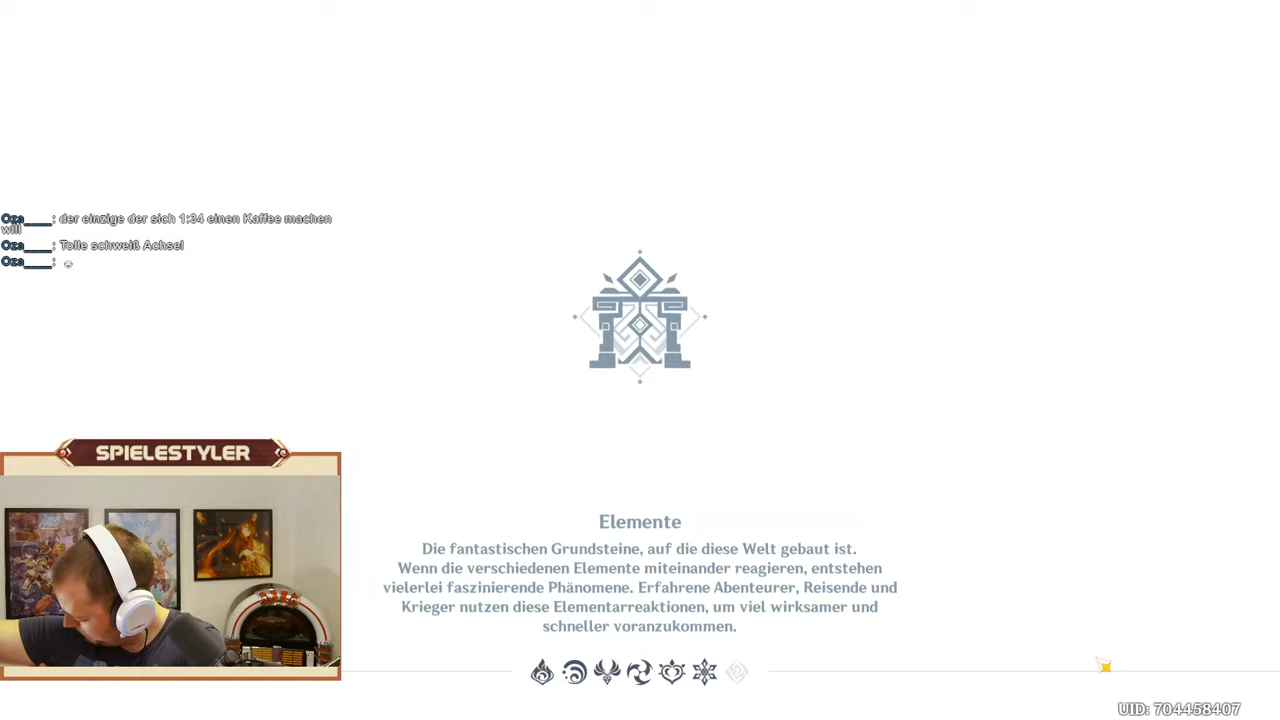 Oza____: der einzige der sich 1:34 einen Kaffee machen
will
Oza____: Tolle schweiß Achsel
Oza____:
SPIELESTYLER
Elemente
Die fantastischen Grundsteine, auf die diese Welt gebaut ist.
Wenn die verschiedenen Elemente miteinander reagieren, entstehen
vielerlei faszinierende Phänomene. Erfahrene Abenteurer, Reisende und
Krieger nutzen diese Elementarreaktionen, um viel wirksamer und
schneller voranzukommen.
UID: 704458407